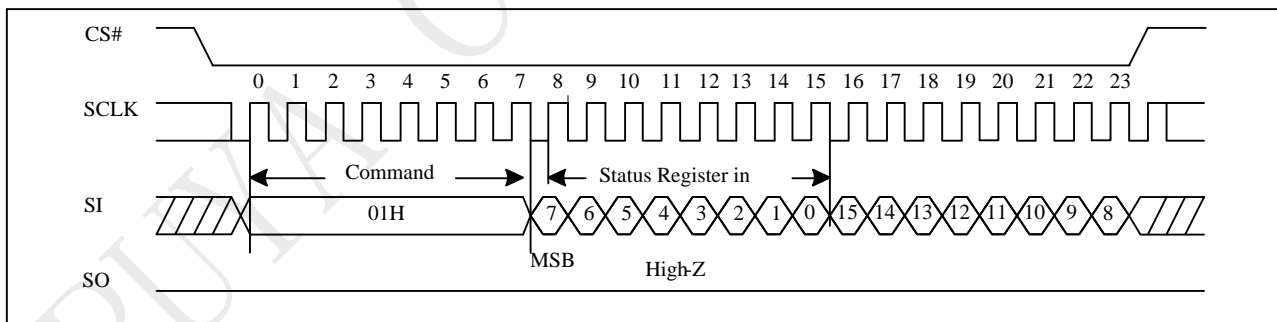 CS#
0 1 2 3 4 5 6 7 8 9 10 11 12 13 14 15 16 17 18 19 20 21 22 23
SCLK
Command Status Register in
SI 01H 7 6 5 4 3 2 1 0 15 14 13 12 11 10 9 8
MSB High-Z
SO
PUYA